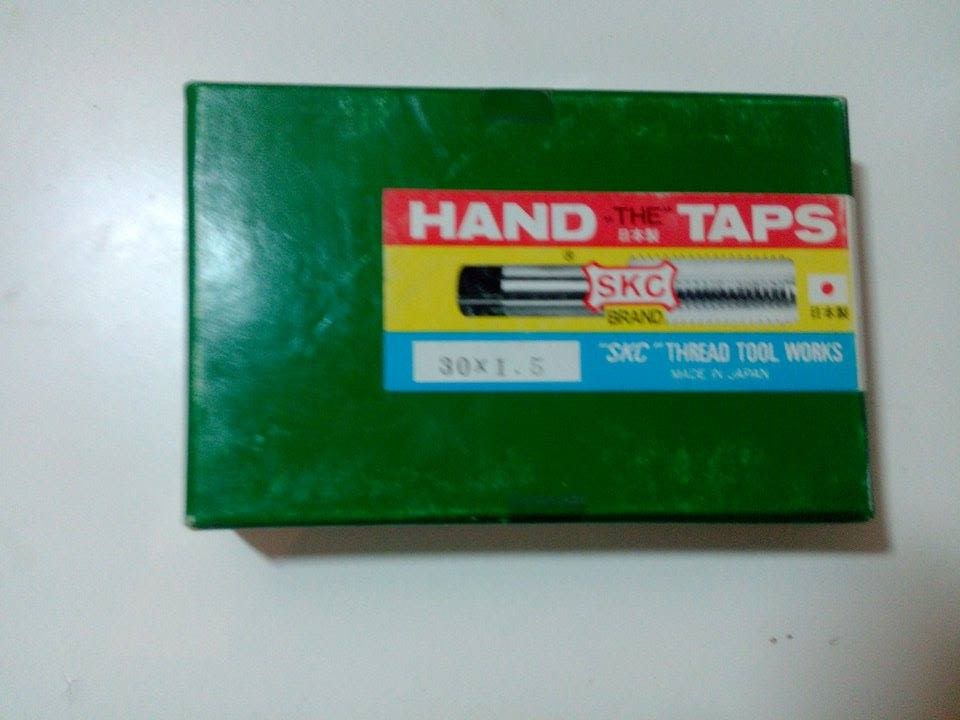 HAND "THE" TAPS
日本製
®
SKC
BRAND
日本製
30×1.5
"SKC" THREAD TOOL WORKS
MADE IN JAPAN